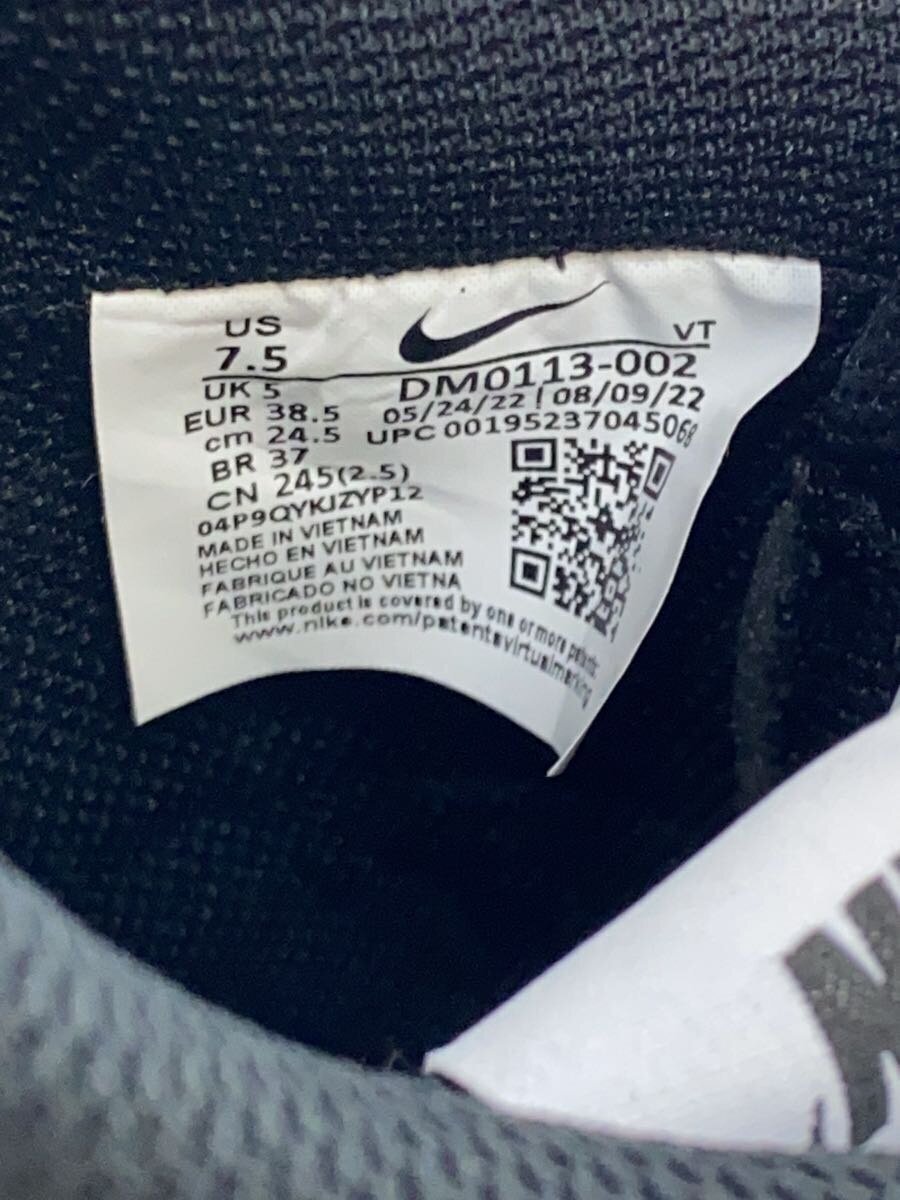 US
7.5
UK 5
EUR 38.5
cm 24.5
BR 37
CN 245(2.5)
VT
DM0113-002
05/24/22 | 08/09/22
UPC 00195237045068
04P9QYKJZYP12
MADE IN VIETNAM
HECHO EN VIETNAM
FABRIQUE AU VIETNAM
FABRICADO NO VIETNA
This product is covered by one or more patents.
www.nike.com/patentsvirtualmarking